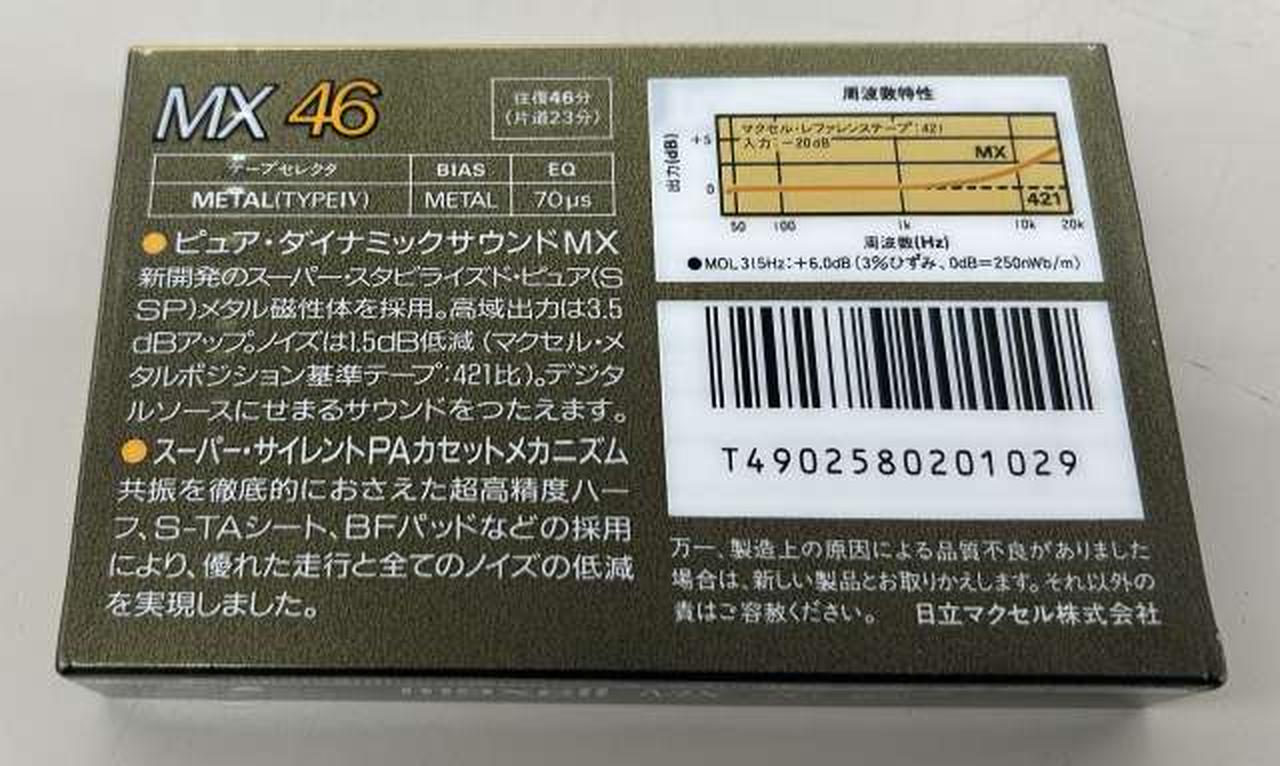 MX 46
往復46分
(片道23分)
テープセレクタ BIAS EQ
METAL(TYPEⅣ) METAL 70μs
●ピュア・ダイナミックサウンドMX
新開発のスーパー・スタビライズド・ピュア(S
SP)メタル磁性体を採用。高域出力は3.5
dBアップ。ノイズは1.5dB低減(マクセル・メ
タルポジション基準テープ:421比)。デジタ
ルソースにせまるサウンドをつたえます。
●スーパー・サイレントPAカセットメカニズム
共振を徹底的におさえた超高精度ハー
フ、S-TAシート、BFパッドなどの採用
により、優れた走行と全てのノイズの低減
を実現しました。
周波数特性
マクセル・レファレンステープ:421
入力:-20dB
出力(dB)
+5
MX
0
421
50 100 1k 10k 20k
周波数(Hz)
●MOL315Hz:+6.0dB(3%ひずみ、0dB=250nWb/m)
T4902580201029
万一、製造上の原因による品質不良がありました
場合は、新しい製品とお取りかえします。それ以外の
責はご容赦ください。 日立マクセル株式会社